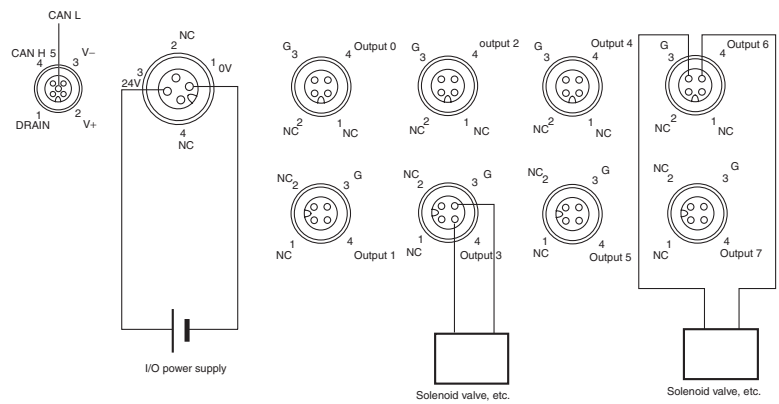 CAN L
CAN H 5 V–
4 3
1 2
DRAIN V+
NC
2
3 1
24V 0V
4
NC
I/O power supply
G Output 0
3 4
2 1
NC NC
G output 2
3 4
2 1
NC NC
G Output 4
3 4
2 1
NC NC
G Output 6
3 4
2 1
NC NC
NC G
2 3
1 4
NC Output 1
NC G
2 3
1 4
NC Output 3
NC G
2 3
1 4
NC Output 5
NC G
2 3
1 4
NC Output 7
Solenoid valve, etc.
Solenoid valve, etc.